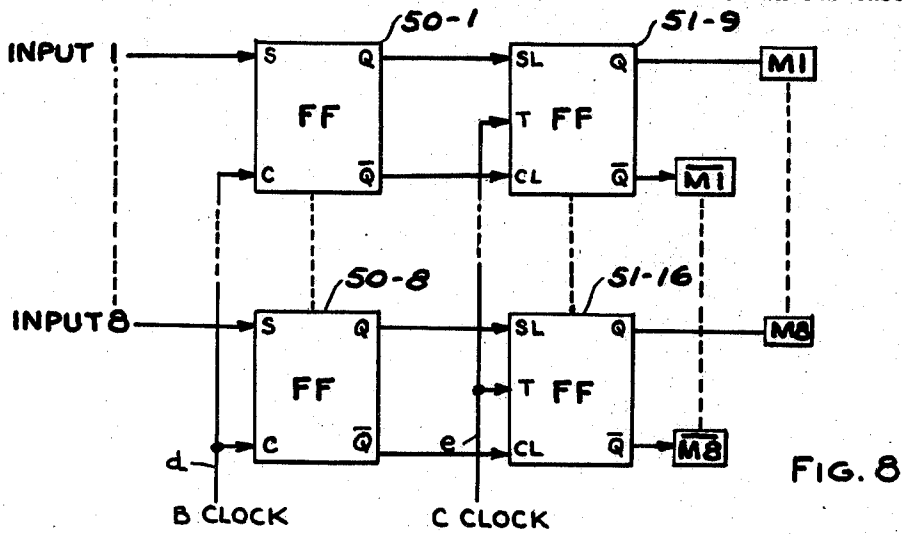 50-1
51-9
INPUT 1
S
Q
FF
C
Q̅
SL
Q
T
FF
CL
Q̅
M1
M̅1̅
50-8
51-16
INPUT 8
S
Q
FF
C
Q̅
SL
Q
T
FF
CL
Q̅
M8
M̅8̅
d
e
B CLOCK
C CLOCK
FIG. 8